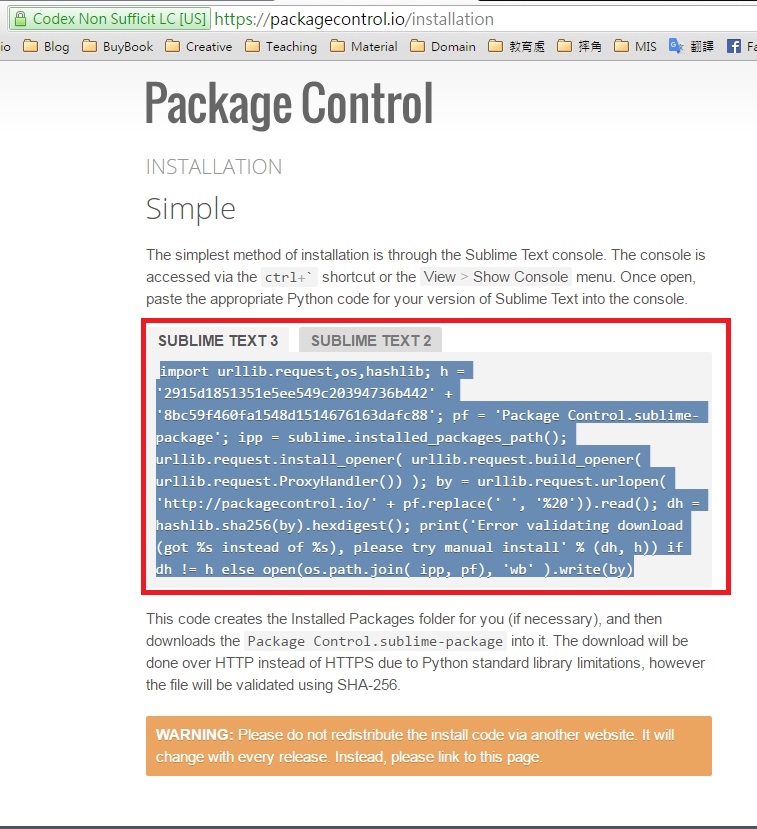 Codex Non Sufficit LC [US] https://packagecontrol.io/installation
io Blog BuyBook Creative Teaching Material Domain 教育處 摔角 MIS 翻譯 Fa
Package Control
INSTALLATION
Simple
The simplest method of installation is through the Sublime Text console. The console is
accessed via the ctrl+` shortcut or the View > Show Console menu. Once open,
paste the appropriate Python code for your version of Sublime Text into the console.
SUBLIME TEXT 3 SUBLIME TEXT 2
import urllib.request,os,hashlib; h =
'2915d1851351e5ee549c20394736b442' +
'8bc59f460fa1548d1514676163dafc88'; pf = 'Package Control.sublime-
package'; ipp = sublime.installed_packages_path();
urllib.request.install_opener( urllib.request.build_opener(
urllib.request.ProxyHandler()) ); by = urllib.request.urlopen(
'http://packagecontrol.io/' + pf.replace(' ', '%20')).read(); dh =
hashlib.sha256(by).hexdigest(); print('Error validating download
(got %s instead of %s), please try manual install' % (dh, h)) if
dh != h else open(os.path.join( ipp, pf), 'wb' ).write(by)
This code creates the Installed Packages folder for you (if necessary), and then
downloads the Package Control.sublime-package into it. The download will be
done over HTTP instead of HTTPS due to Python standard library limitations, however
the file will be validated using SHA-256.
WARNING: Please do not redistribute the install code via another website. It will
change with every release. Instead, please link to this page.